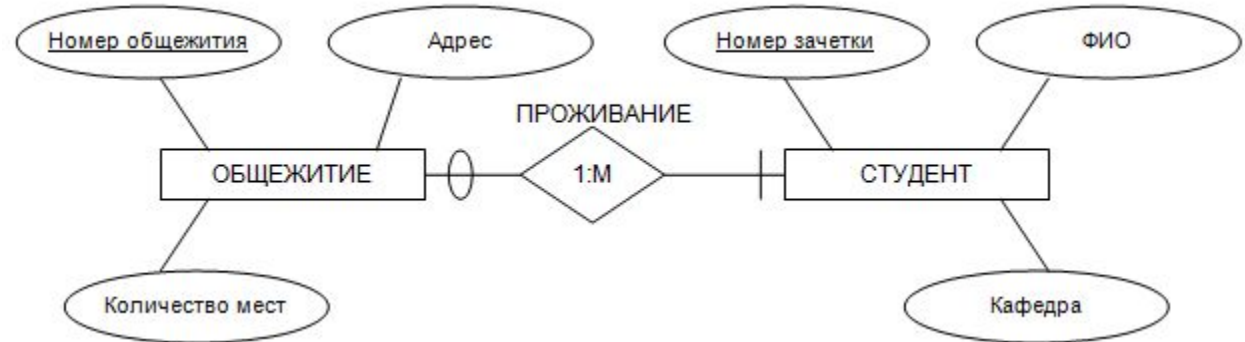 Номер общежития
Адрес
Номер зачетки
ФИО
ПРОЖИВАНИЕ
ОБЩЕЖИТИЕ
1:М
СТУДЕНТ
Количество мест
Кафедра